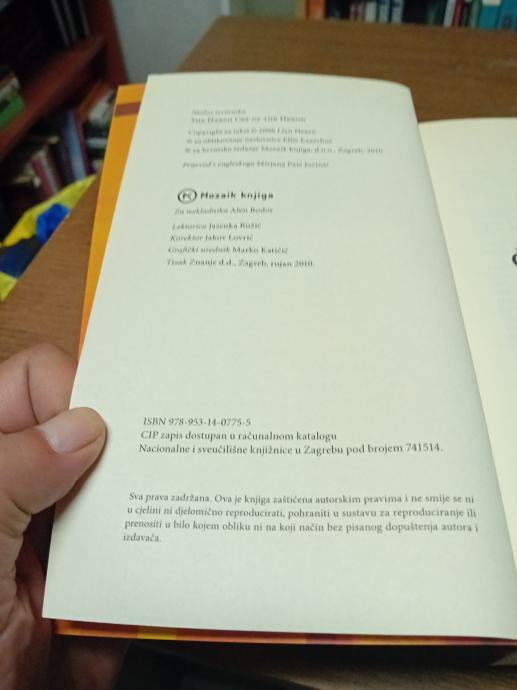 Naslov izvornika
THE HARSH CRY OF THE HERON
Copyright za tekst © 2006 Lian Hearn
© za oblikovanje naslovnice Ellie Exarchos
© za hrvatsko izdanje Mozaik knjiga, d.o.o., Zagreb, 2010.
Prijevod s engleskoga Mirjana Paić Jurinić
Mozaik knjiga
Za nakladnika Alen Bodor
Lektorica Jasenka Ružić
Korektor Jakov Lovrić
Grafički urednik Marko Katičić
Tisak Znanje d.d., Zagreb, rujan 2010.
ISBN 978-953-14-0775-5
CIP zapis dostupan u računalnom katalogu
Nacionalne i sveučilišne knjižnice u Zagrebu pod brojem 741514.
Sva prava zadržana. Ova je knjiga zaštićena autorskim pravima i ne smije se ni
u cjelini ni djelomično reproducirati, pohraniti u sustavu za reproduciranje ili
prenositi u bilo kojem obliku ni na koji način bez pisanog dopuštenja autora i
izdavača.